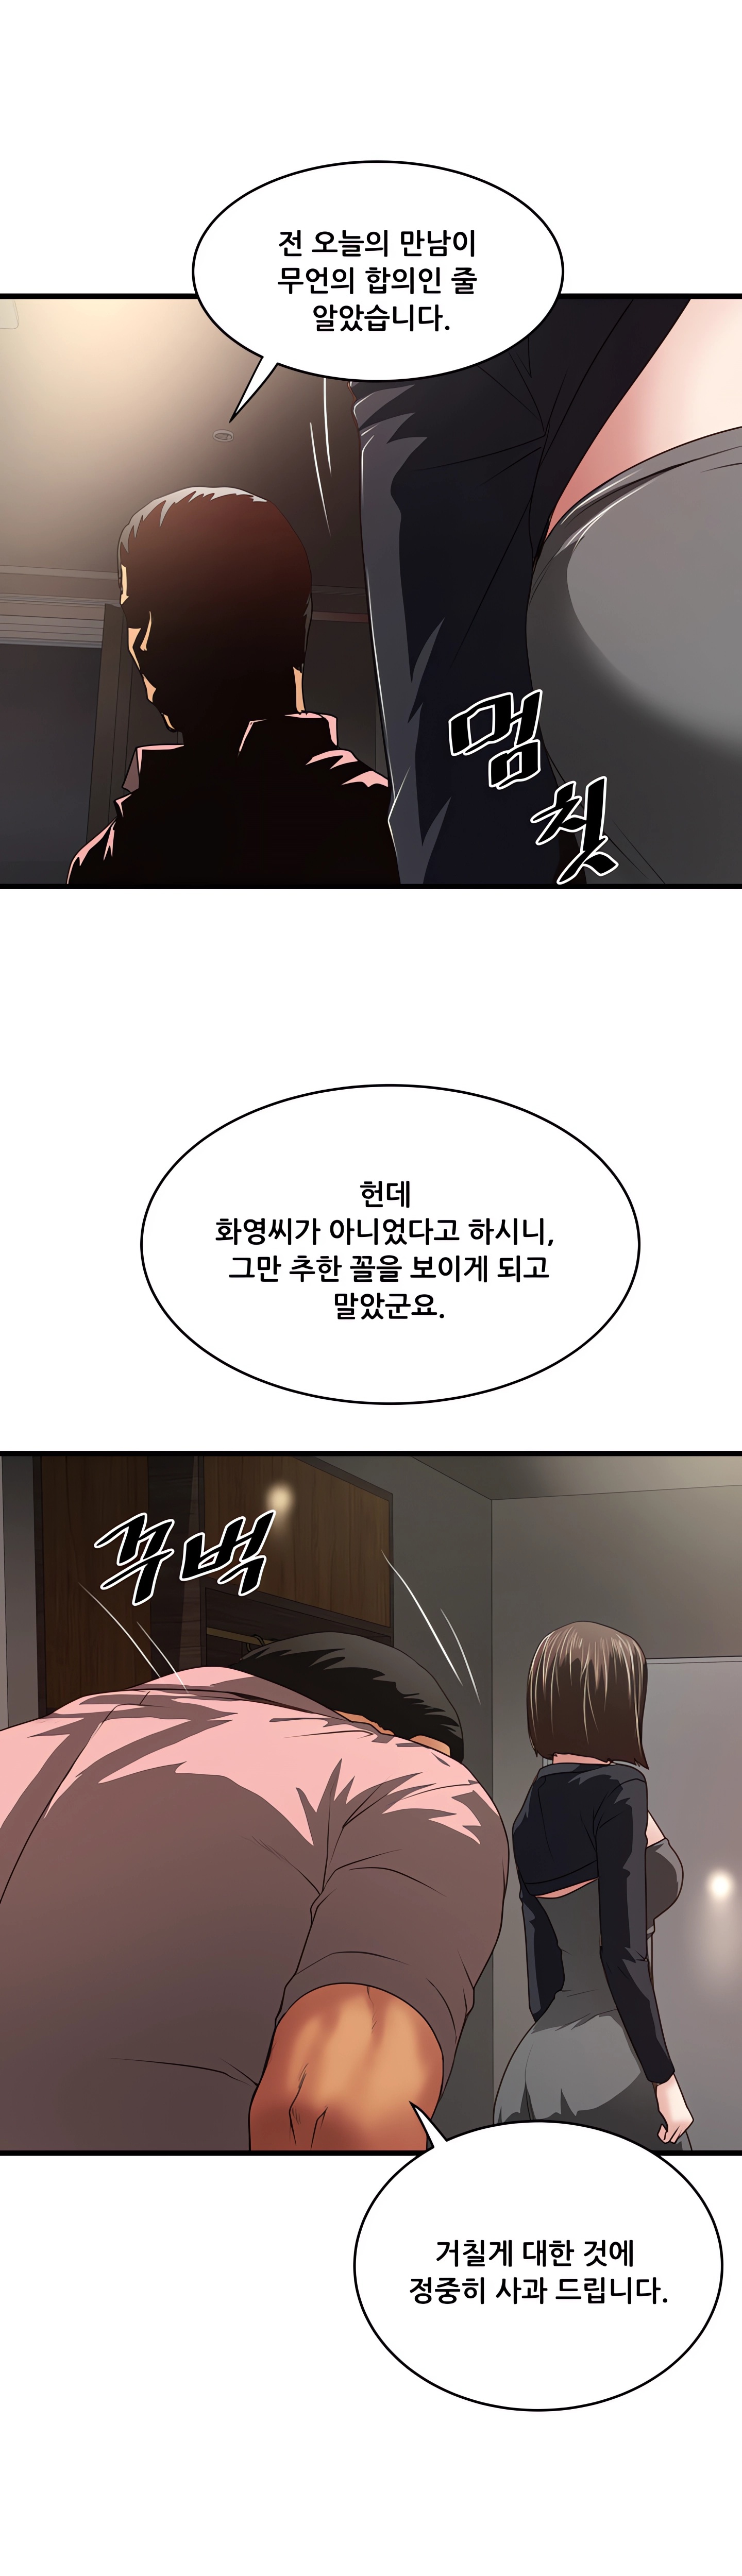 전 오늘의 만남이
무언의 합의인 줄
알았습니다.
멈
칫
헌데
화영씨가 아니었다고 하시니,
그만 추한 꼴을 보이게 되고
말았군요.
꾸벅
거칠게 대한 것에
정중히 사과 드립니다.